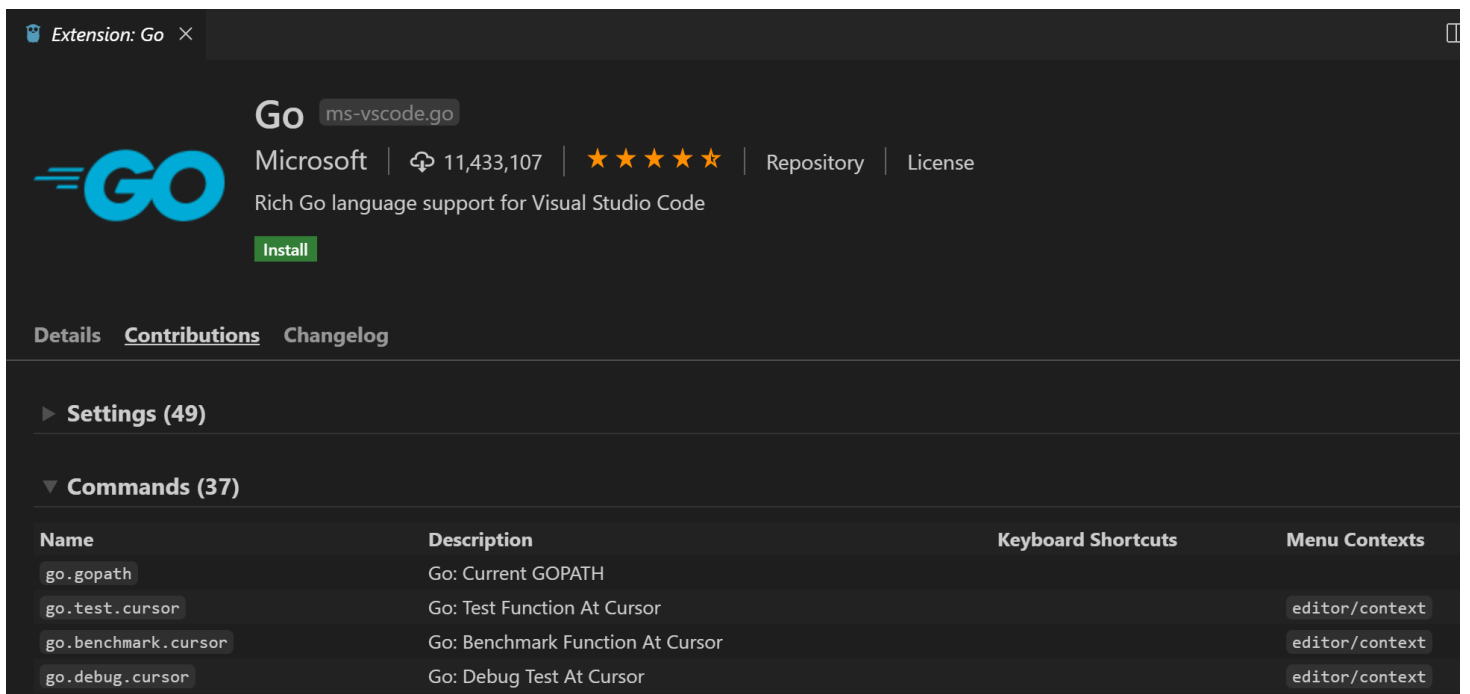 Extension: Go
GO
Go ms-vscode.go
Microsoft 11,433,107 Repository License
Rich Go language support for Visual Studio Code
Install
Details Contributions Changelog
Settings (49)
Commands (37)
Name Description Keyboard Shortcuts Menu Contexts
go.gopath Go: Current GOPATH
go.test.cursor Go: Test Function At Cursor editor/context
go.benchmark.cursor Go: Benchmark Function At Cursor editor/context
go.debug.cursor Go: Debug Test At Cursor editor/context